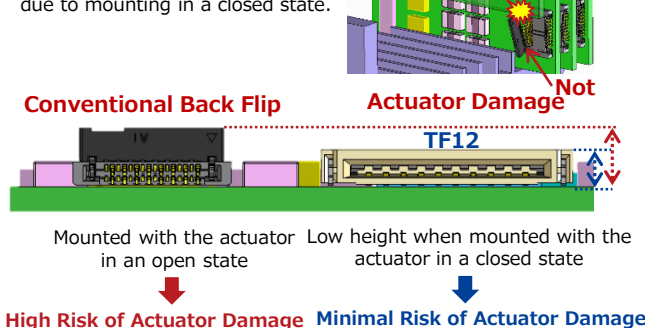 due to mounting in a closed state.
Not
Conventional Back Flip
Actuator Damage
TF12
Mounted with the actuator
in an open state
Low height when mounted with the
actuator in a closed state
High Risk of Actuator Damage
Minimal Risk of Actuator Damage